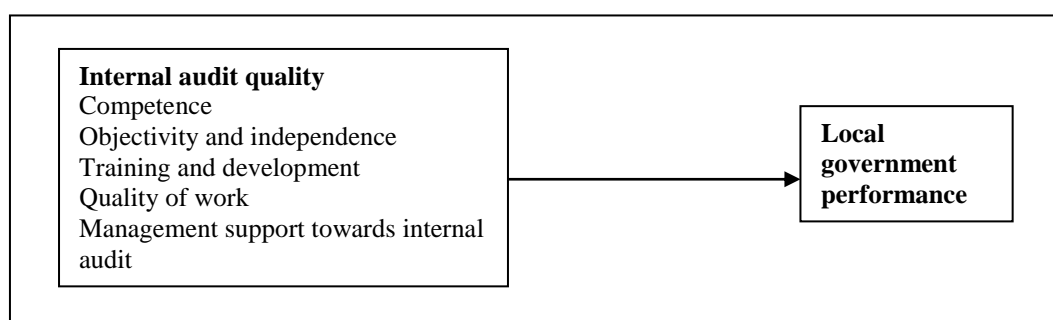 Internal audit quality
Competence
Objectivity and independence
Training and development
Quality of work
Management support towards internal
audit
Local
government
performance